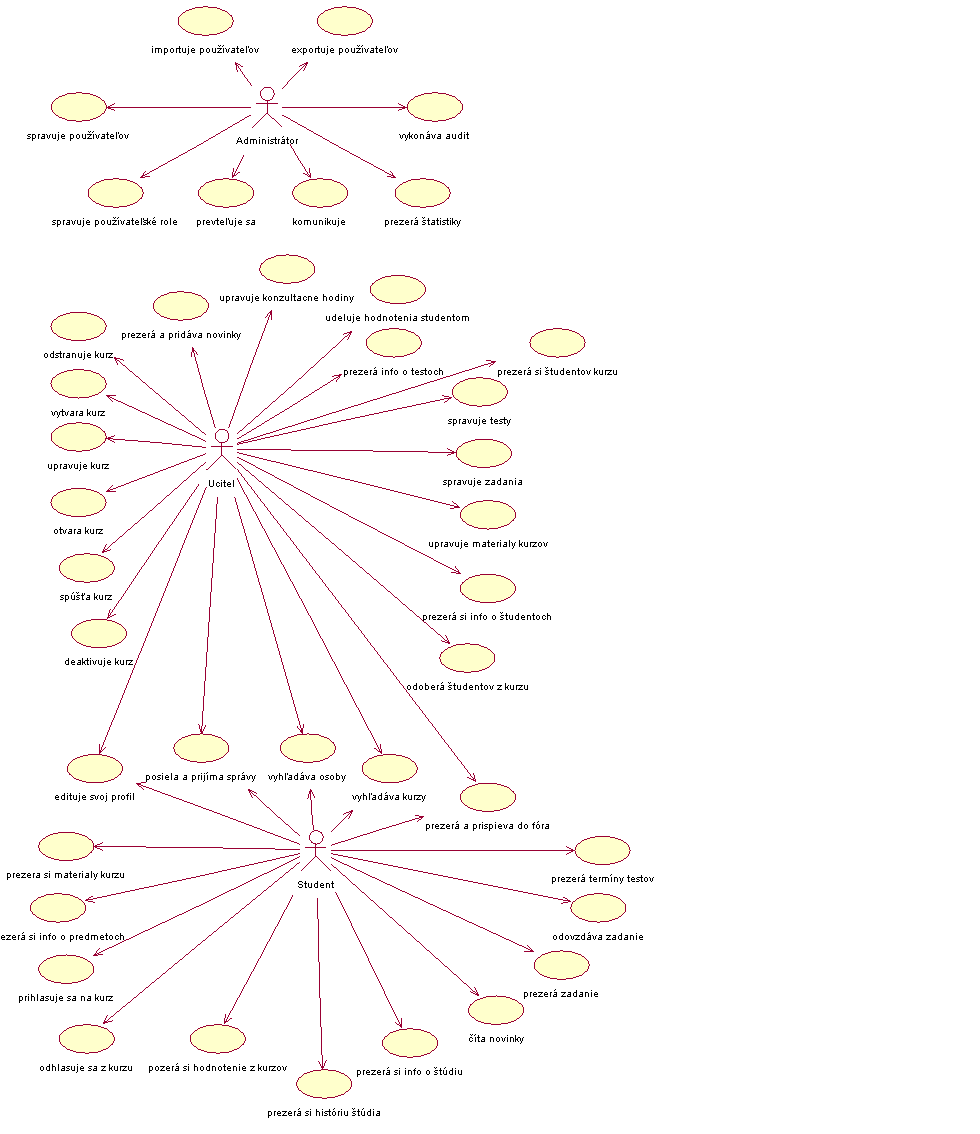 importuje používateľov
exportuje používateľov
spravuje používateľov
vykonáva audit
Administrátor
spravuje používateľské role
prevteľuje sa
komunikuje
prezerá štatistiky
upravuje konzultacne hodiny
udeluje hodnotenia studentom
prezerá a pridáva novinky
odstranuje kurz
prezerá info o testoch
prezerá si študentov kurzu
vytvara kurz
spravuje testy
upravuje kurz
Ucitel
spravuje zadania
otvara kurz
upravuje materialy kurzov
spúšťa kurz
prezerá si info o študentoch
deaktivuje kurz
odoberá študentov z kurzu
posiela a prijíma správy
vyhľadáva osoby
edituje svoj profil
vyhľadáva kurzy
prezerá a prispieva do fóra
prezera si materialy kurzu
Student
prezerá termíny testov
ezerá si info o predmetoch
odovzdáva zadanie
prihlasuje sa na kurz
prezerá zadanie
číta novinky
odhlasuje sa z kurzu
pozerá si hodnotenie z kurzov
prezerá si info o štúdiu
prezerá si históriu štúdia